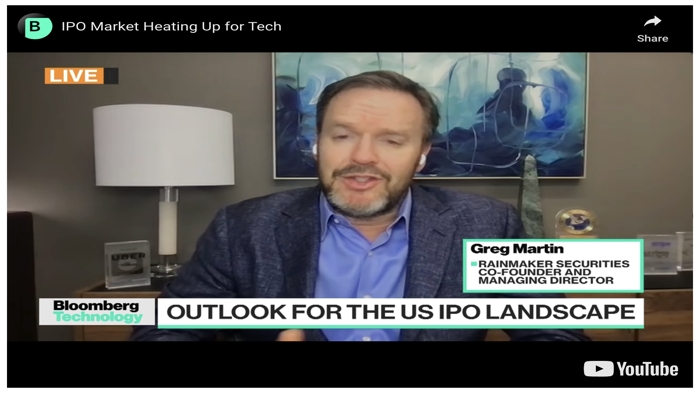 B IPO Market Heating Up for Tech
Share
LIVE
UBER
Greg Martin
RAINMAKER SECURITIES
CO-FOUNDER AND
MANAGING DIRECTOR
Bloomberg
Technology
OUTLOOK FOR THE US IPO LANDSCAPE
YouTube